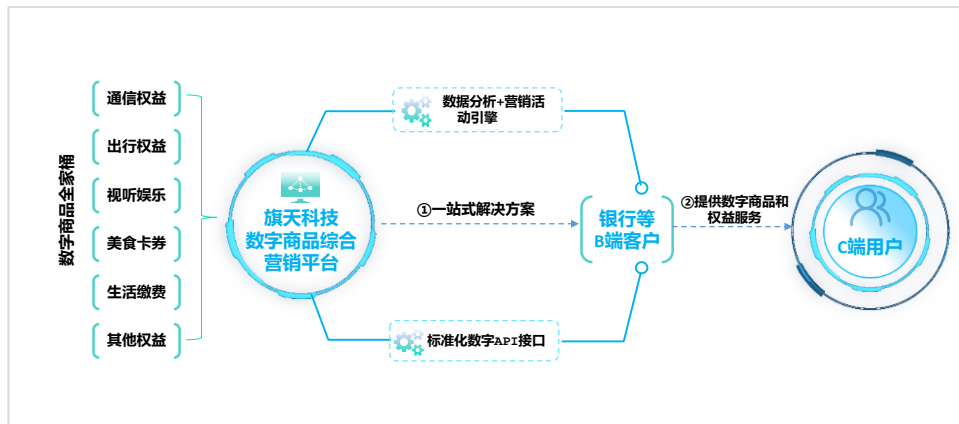 数字商品全家桶
通信权益
出行权益
视听娱乐
美食卡券
生活缴费
其他权益
旗天科技
数字商品综合
营销平台
数据分析+营销活
动引擎
①一站式解决方案
标准化数字API接口
银行等
B端客户
②提供数字商品和
权益服务
C端用户